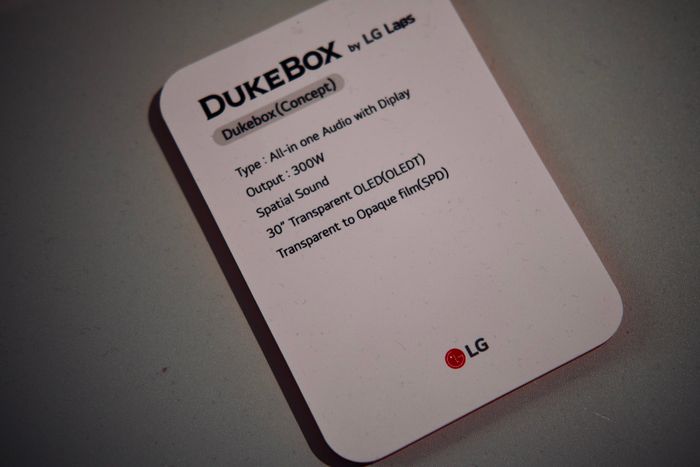 DUKEBOX by LG Laps
Dukebox(Concept)
Type : All-in one Audio with Diplay
Output : 300W
Spatial Sound
30” Transparent OLED(OLEDT)
Transparent to Opaque film(SPD)
LG